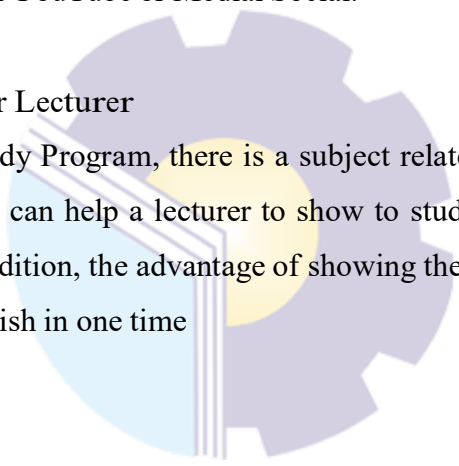 r Lecturer
dy Program, there is a subject relate
can help a lecturer to show to stud
dition, the advantage of showing the
ish in one time